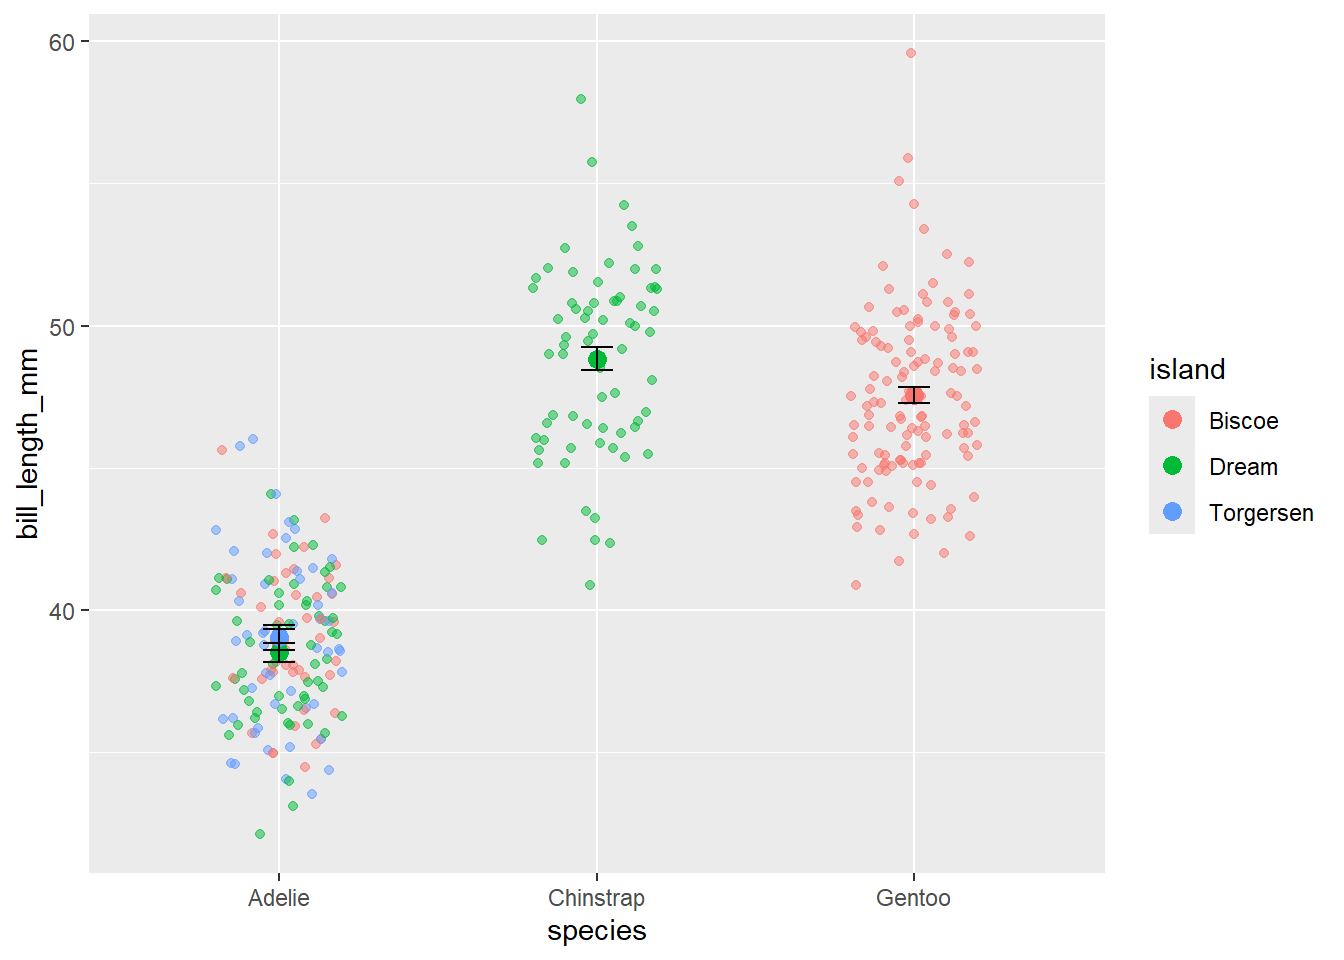 60
50
40
bill_length_mm
Adelie
Chinstrap
Gentoo
species
island
Biscoe
Dream
Torgersen